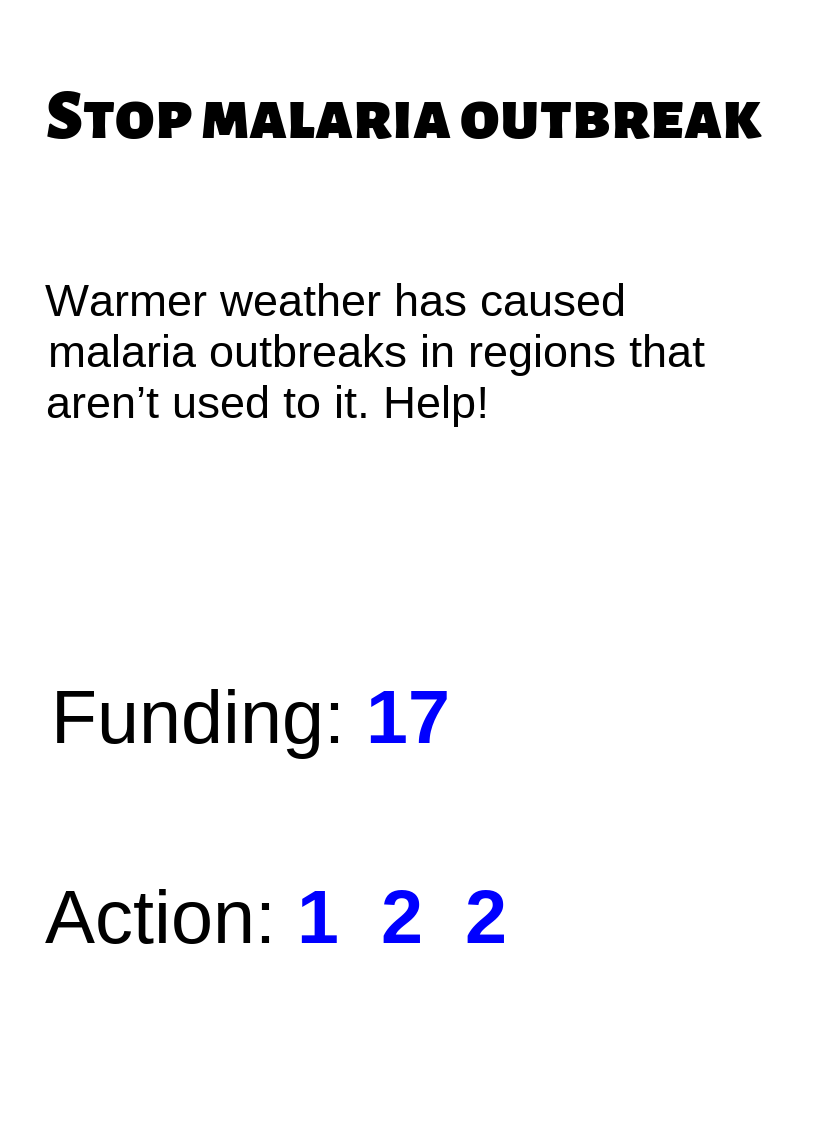 Stop malaria outbreak
Warmer weather has caused
malaria outbreaks in regions that
aren’t used to it. Help!
Funding: 17
Action: 1 2 2